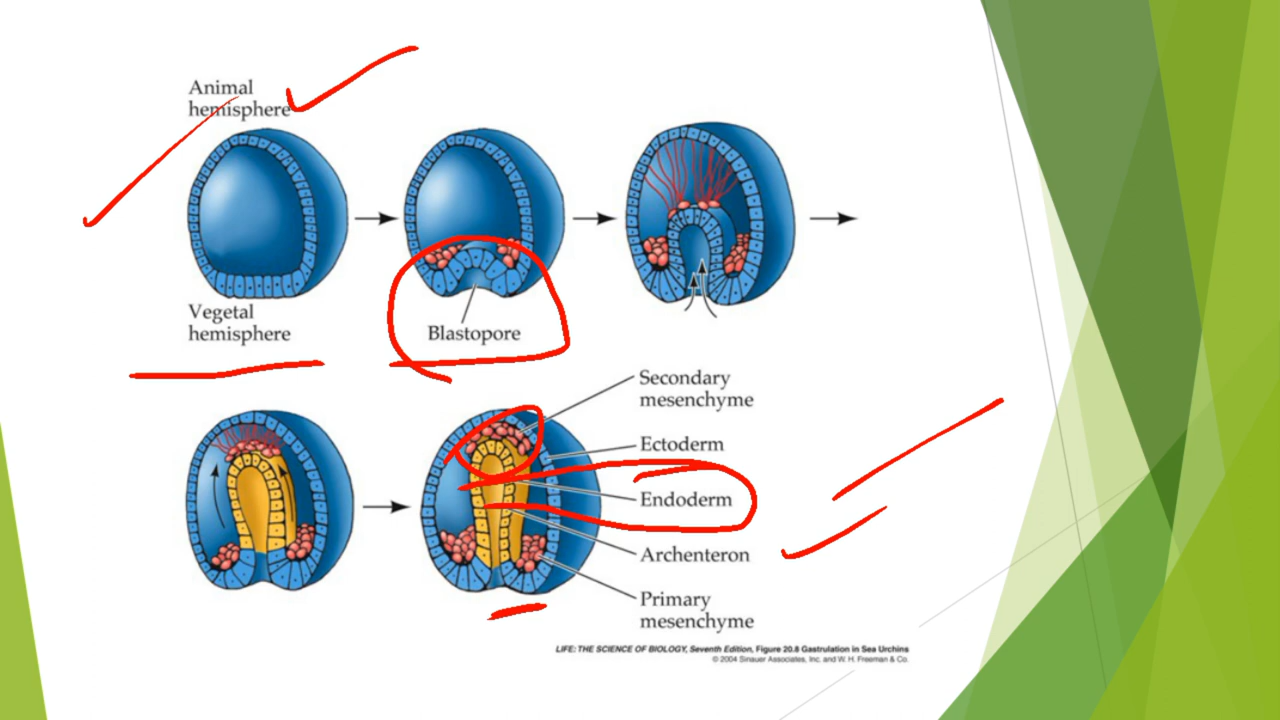 Animal
hemisphere
Vegetal
hemisphere
Blastopore
Secondary
mesenchyme
Ectoderm
Endoderm
Archenteron
Primary
mesenchyme
LIFE: THE SCIENCE OF BIOLOGY, Seventh Edition, Figure 20.8 Gastrulation in Sea Urchins
© 2004 Sinauer Associates, Inc. and W. H. Freeman & Co.